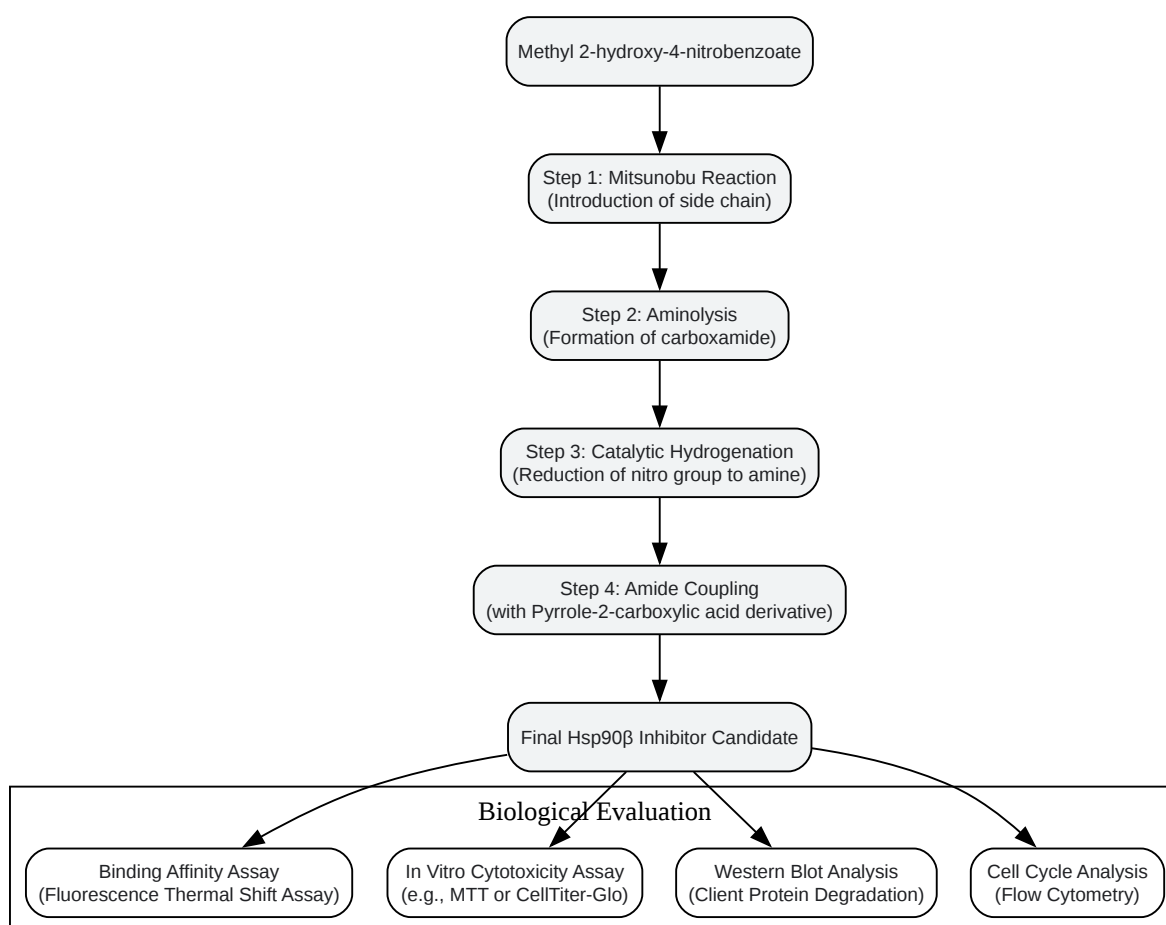 Methyl 2-hydroxy-4-nitrobenzoate
Step 1: Mitsunobu Reaction
(Introduction of side chain)
Step 2: Aminolysis
(Formation of carboxamide)
Step 3: Catalytic Hydrogenation
(Reduction of nitro group to amine)
Step 4: Amide Coupling
(with Pyrrole-2-carboxylic acid derivative)
Final Hsp90β Inhibitor Candidate
Biological Evaluation
Binding Affinity Assay
(Fluorescence Thermal Shift Assay)
In Vitro Cytotoxicity Assay
(e.g., MTT or CellTiter-Glo)
Western Blot Analysis
(Client Protein Degradation)
Cell Cycle Analysis
(Flow Cytometry)